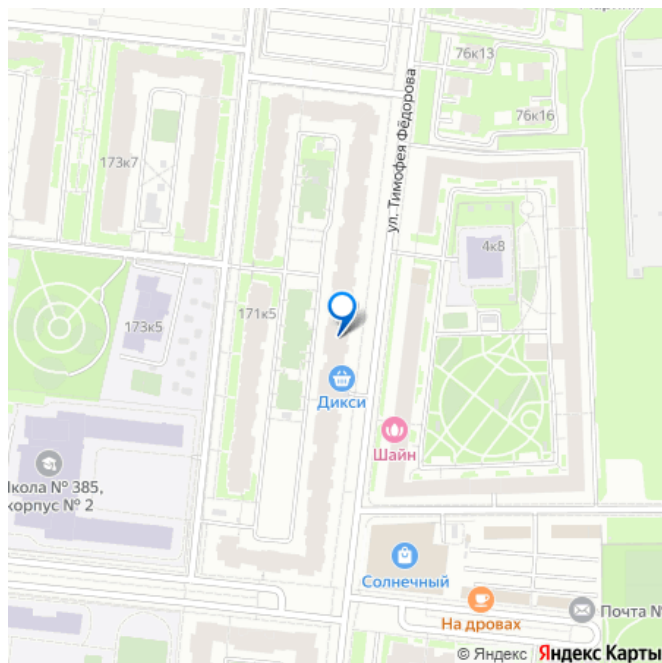 76к13
76к16
ул. Тимофея Фёдорова
173к7
4к8
171к5
173к5
Дикси
Шайн
Школа № 385,
корпус № 2
Солнечный
На дровах
Почта №
© Яндекс Яндекс Карты